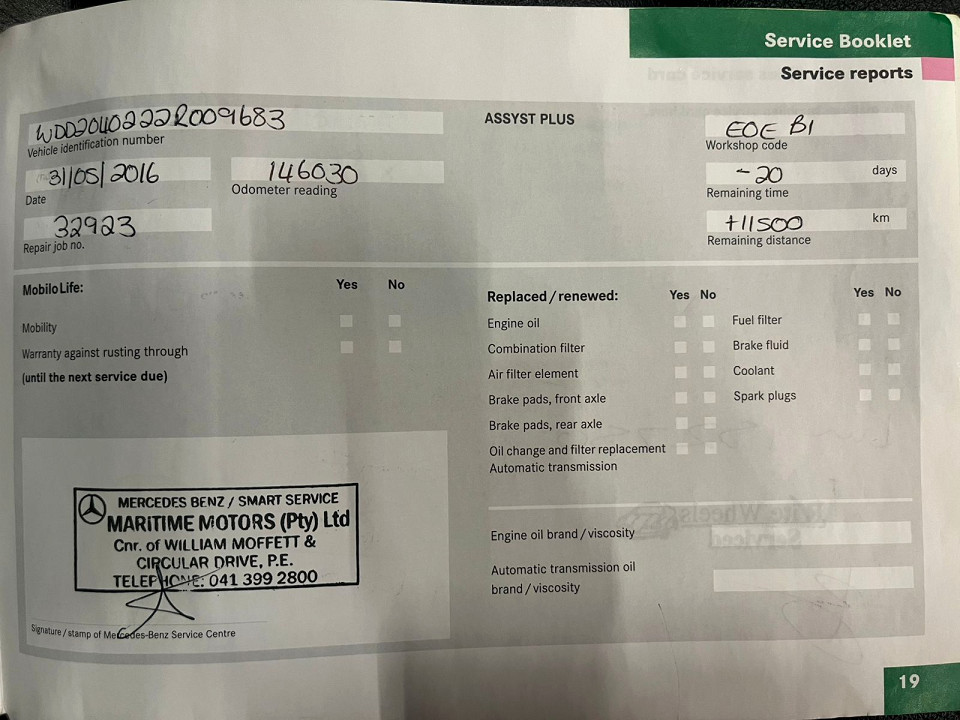 Service Booklet
Service reports
WDD2040222R009683
Vehicle identification number
31/05/2016
Date
146030
Odometer reading
32923
Repair job no.
ASSYST PLUS
EOE B1
Workshop code
-20 days
Remaining time
+11500 km
Remaining distance
MobiloLife: Yes No
Mobility
Warranty against rusting through
(until the next service due)
Replaced/renewed: Yes No Yes No
Engine oil Fuel filter
Combination filter Brake fluid
Air filter element Coolant
Brake pads, front axle Spark plugs
Brake pads, rear axle
Oil change and filter replacement
Automatic transmission
MERCEDES BENZ / SMART SERVICE
MARITIME MOTORS (Pty) Ltd
Cnr. of WILLIAM MOFFETT &
CIRCULAR DRIVE, P.E.
TELEPHONE: 041 399 2800
Signature/stamp of Mercedes-Benz Service Centre
Engine oil brand/viscosity
Automatic transmission oil
brand/viscosity
19